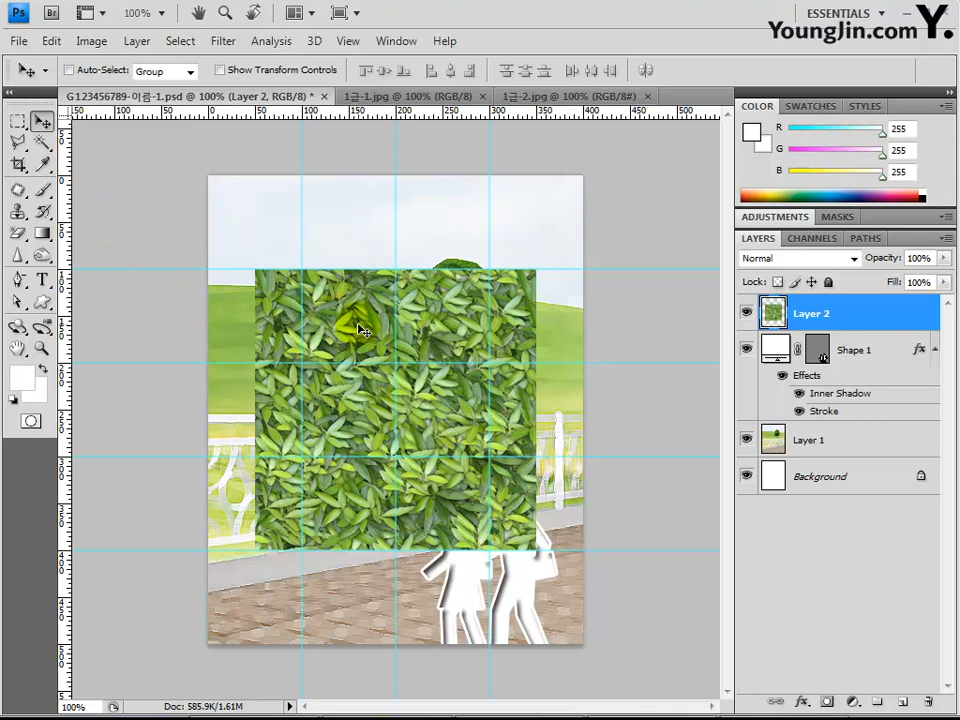 Ps Br 100% ESSENTIALS
YoungJin.com Y.
File Edit Image Layer Select Filter Analysis 3D View Window Help
Auto-Select: Group Show Transform Controls
G123456789-이름-1.psd @ 100% (Layer 2, RGB/8) * 1급-1.jpg @ 100% (RGB/8) 1급-2.jpg @ 100% (RGB/8#)
COLOR SWATCHES STYLES
R 255
G 255
B 255
ADJUSTMENTS MASKS
LAYERS CHANNELS PATHS
Normal Opacity: 100%
Lock: Fill: 100%
Layer 2
Shape 1 fx
Effects
Inner Shadow
Stroke
Layer 1
Background
100% Doc: 585.9K/1.61M